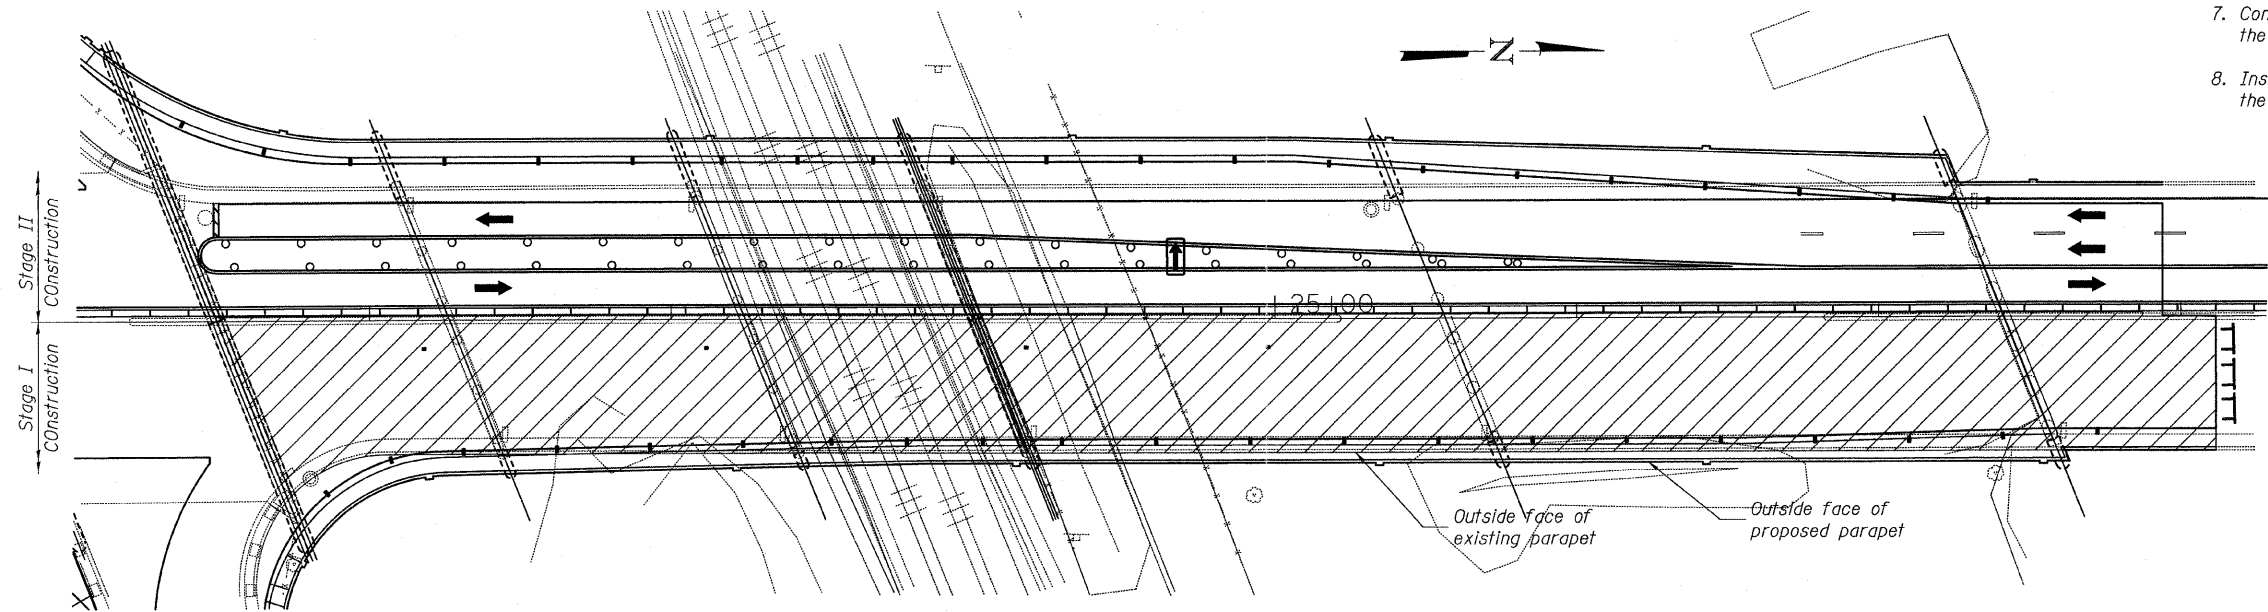 7. Con
the
8. Ins
the
N
Stage II
COnstruction
Stage I
COnstruction
25+00
Outside face of
existing parapet
Outside face of
proposed parapet